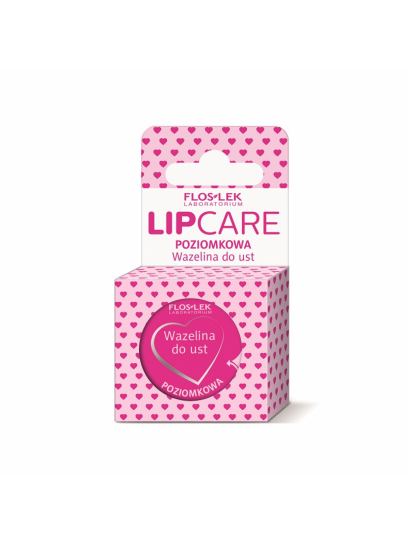 FLOS-LEK
LABORATORIUM
LIPCARE
POZIOMKOWA
Wazelina do ust
FLOS-LEK
LABORATORIUM
Wazelina
do ust
POZIOMKOWA